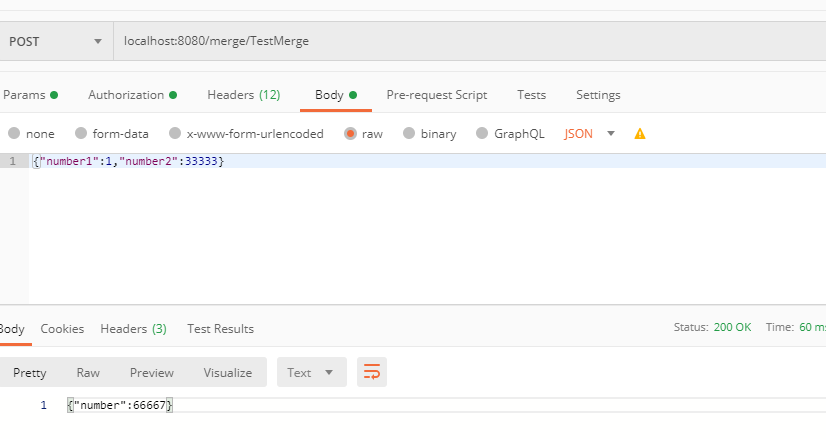 POST localhost:8080/merge/TestMerge
Params Authorization Headers (12) Body Pre-request Script Tests Settings
none form-data x-www-form-urlencoded raw binary GraphQL JSON
1 {"number1":1,"number2":33333}
Body Cookies Headers (3) Test Results Status: 200 OK Time: 60 ms
Pretty Raw Preview Visualize Text
1 {"number":66667}